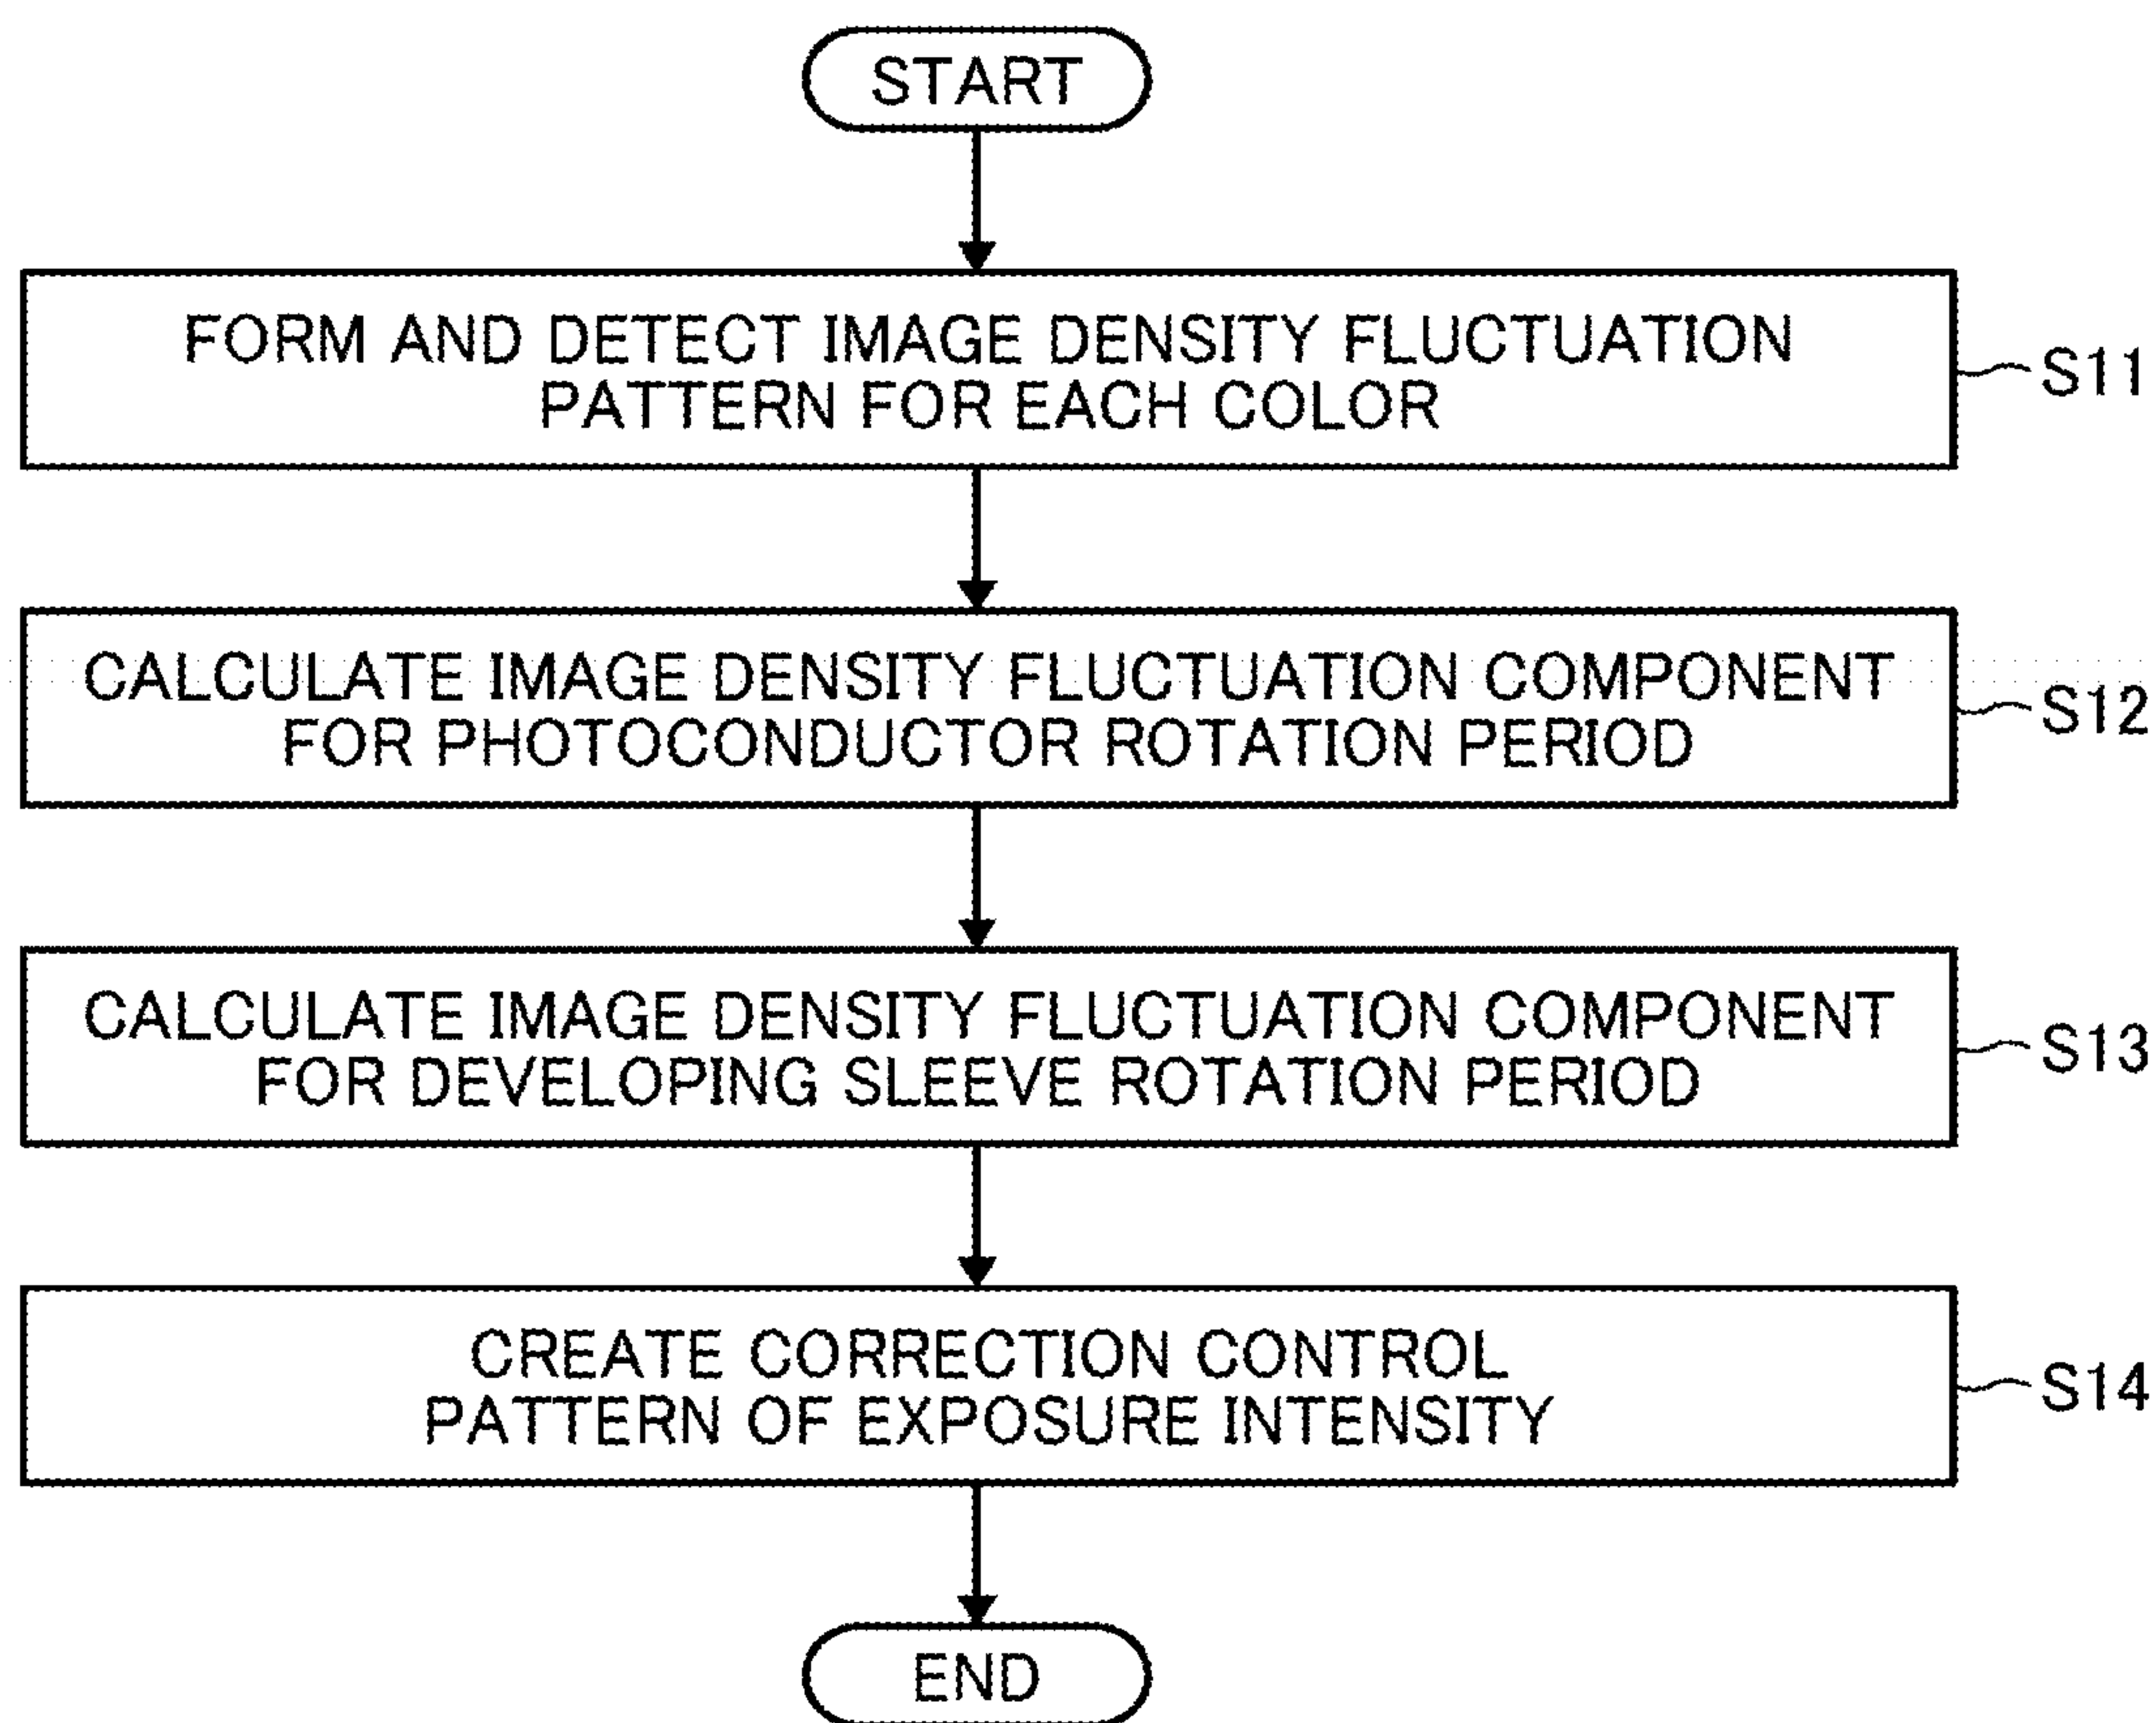 START
FORM AND DETECT IMAGE DENSITY FLUCTUATION
PATTERN FOR EACH COLOR
S11
CALCULATE IMAGE DENSITY FLUCTUATION COMPONENT
FOR PHOTOCONDUCTOR ROTATION PERIOD
S12
CALCULATE IMAGE DENSITY FLUCTUATION COMPONENT
FOR DEVELOPING SLEEVE ROTATION PERIOD
S13
CREATE CORRECTION CONTROL
PATTERN OF EXPOSURE INTENSITY
S14
END